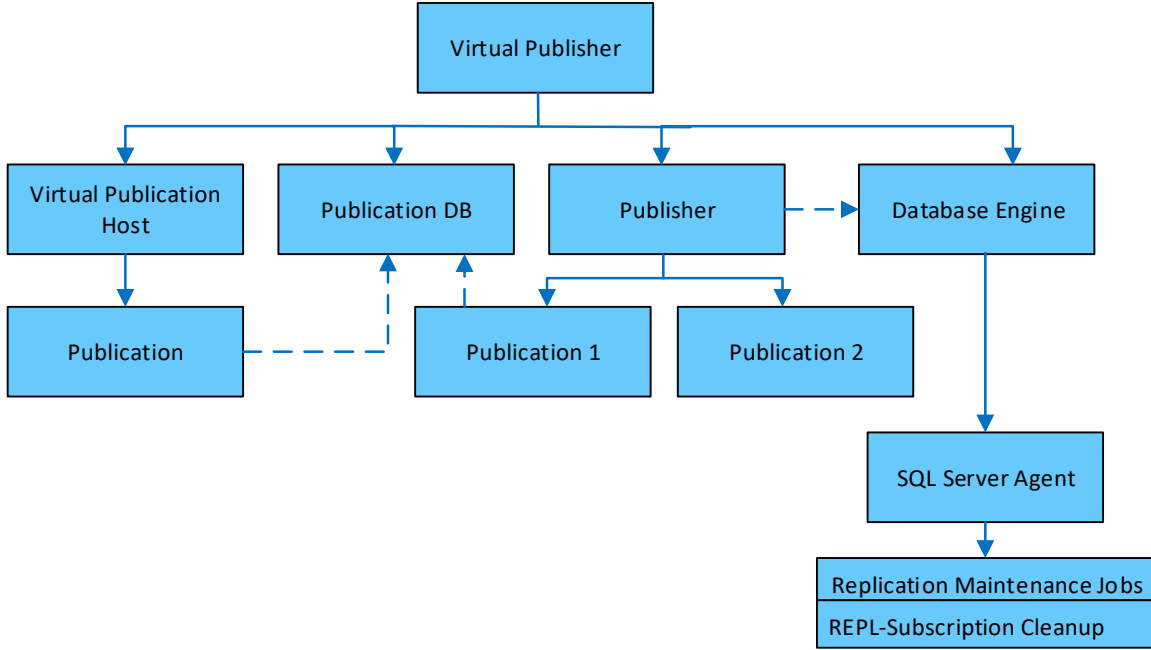 Virtual Publisher
Virtual Publication
Host
Publication DB
Publisher
Database Engine
Publication
Publication 1
Publication 2
SQL Server Agent
Replication Maintenance Jobs
REPL-Subscription Cleanup